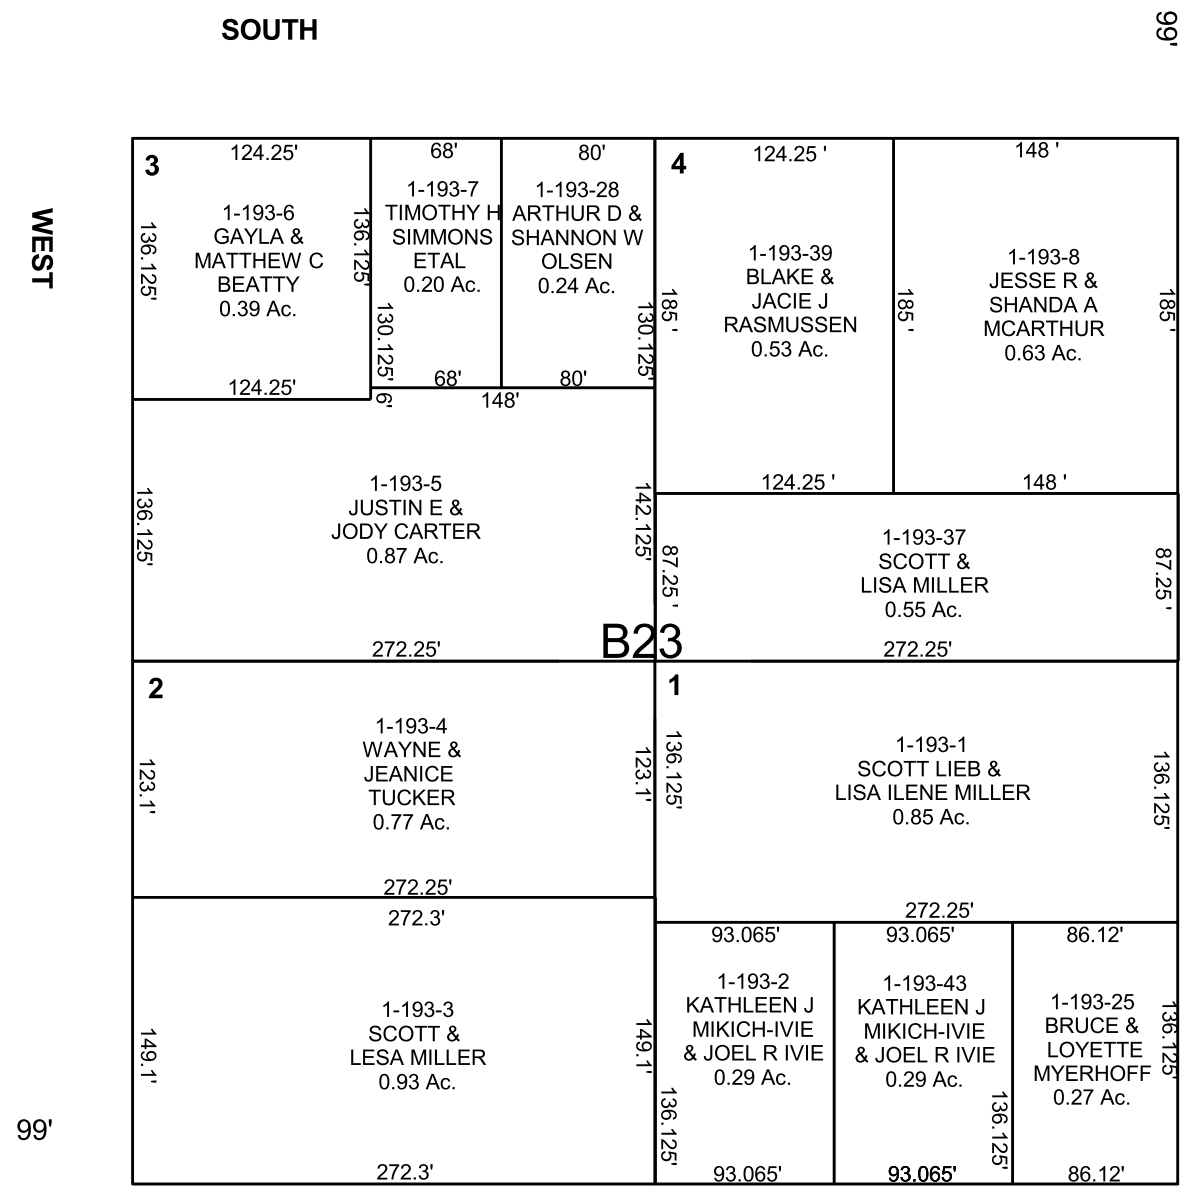 SOUTH
99'
WEST
99'
B23
3
124.25'
136.125'
1-193-6
GAYLA &
MATTHEW C
BEATTY
0.39 Ac.
136.125'
124.25'
68'
1-193-7
TIMOTHY H
SIMMONS
ETAL
0.20 Ac.
130.125'
68'
6'
80'
1-193-28
ARTHUR D &
SHANNON W
OLSEN
0.24 Ac.
130.125'
80'
148'
4
124.25 '
185 '
1-193-39
BLAKE &
JACIE J
RASMUSSEN
0.53 Ac.
185 '
124.25 '
148 '
1-193-8
JESSE R &
SHANDA A
MCARTHUR
0.63 Ac.
185 '
148 '
136.125'
1-193-5
JUSTIN E &
JODY CARTER
0.87 Ac.
142.125'
272.25'
87.25 '
1-193-37
SCOTT &
LISA MILLER
0.55 Ac.
87.25 '
272.25'
2
123.1'
1-193-4
WAYNE &
JEANICE
TUCKER
0.77 Ac.
123.1'
272.25'
1
136.125'
1-193-1
SCOTT LIEB &
LISA ILENE MILLER
0.85 Ac.
136.125'
272.25'
272.3'
149.1'
1-193-3
SCOTT &
LESA MILLER
0.93 Ac.
149.1'
272.3'
93.065'
1-193-2
KATHLEEN J
MIKICH-IVIE
& JOEL R IVIE
0.29 Ac.
136.125'
93.065'
93.065'
1-193-43
KATHLEEN J
MIKICH-IVIE
& JOEL R IVIE
0.29 Ac.
136.125'
93.065'
86.12'
1-193-25
BRUCE &
LOYETTE
MYERHOFF
0.27 Ac.
136.125'
86.12'